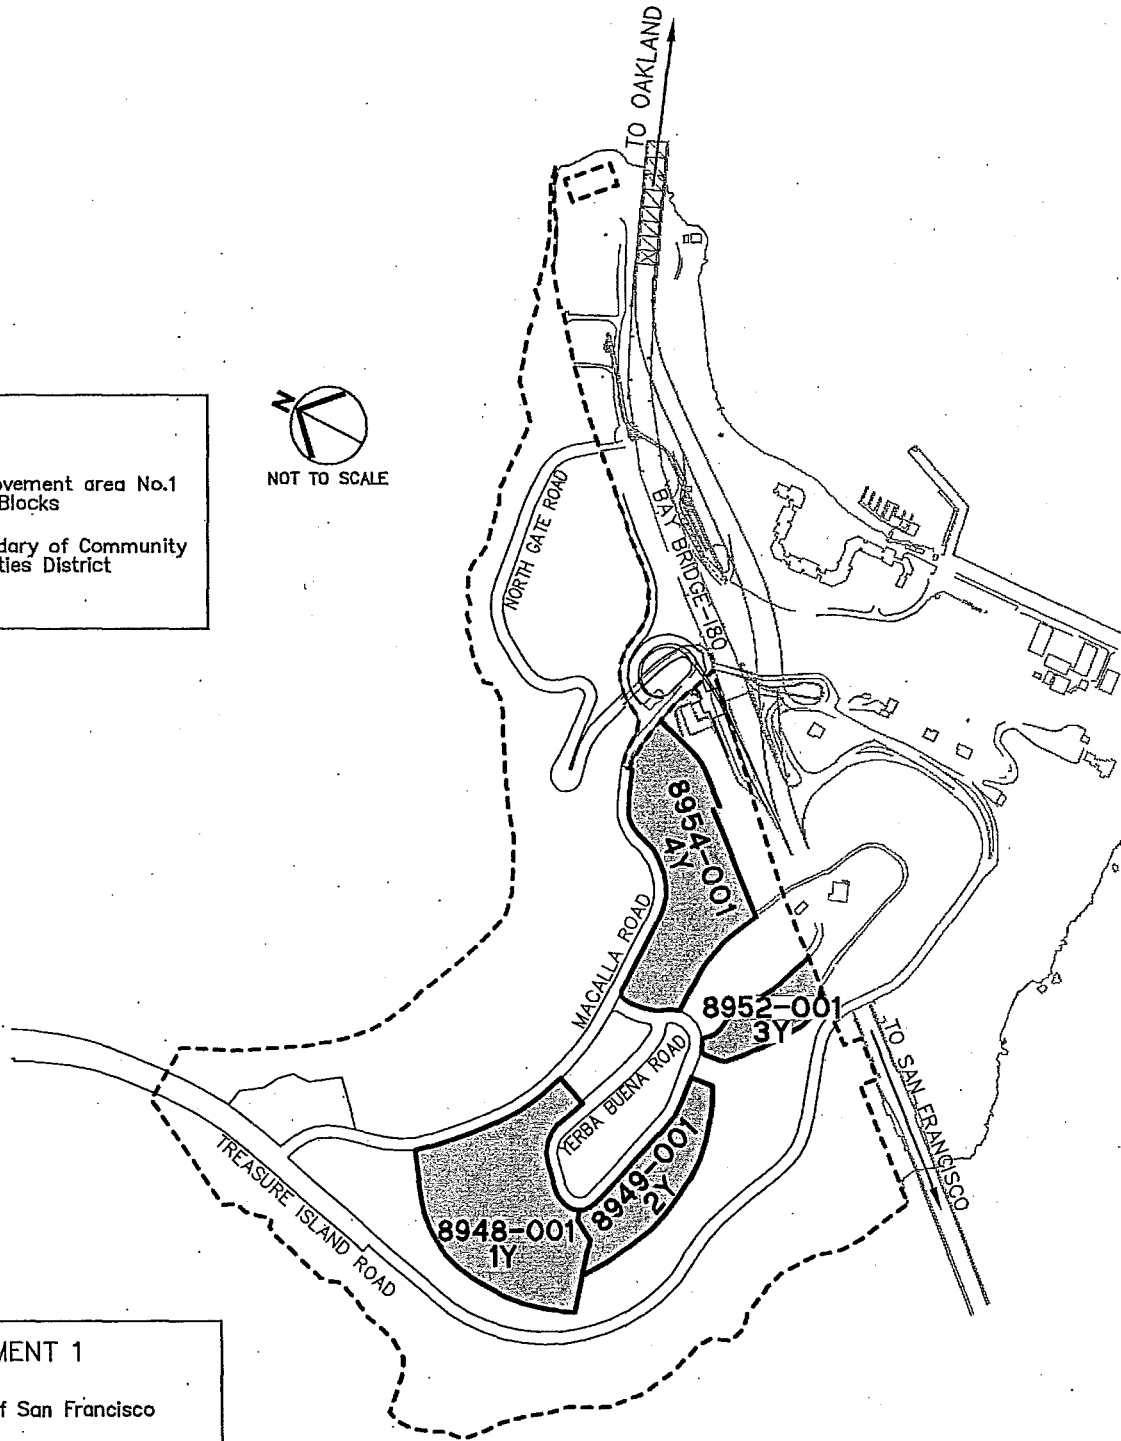 TO OAKLAND
N
NOT TO SCALE
ovement area No.1
Blocks
dary of Community
ties District
NORTH GATE ROAD
BAY BRIDGE-I80
8954-001
4Y
MACALLA ROAD
8952-001
3Y
TO SAN FRANCISCO
YERBA BUENA ROAD
8949-001
2Y
TREASURE ISLAND ROAD
8948-001
1Y
MENT 1
f San Francisco